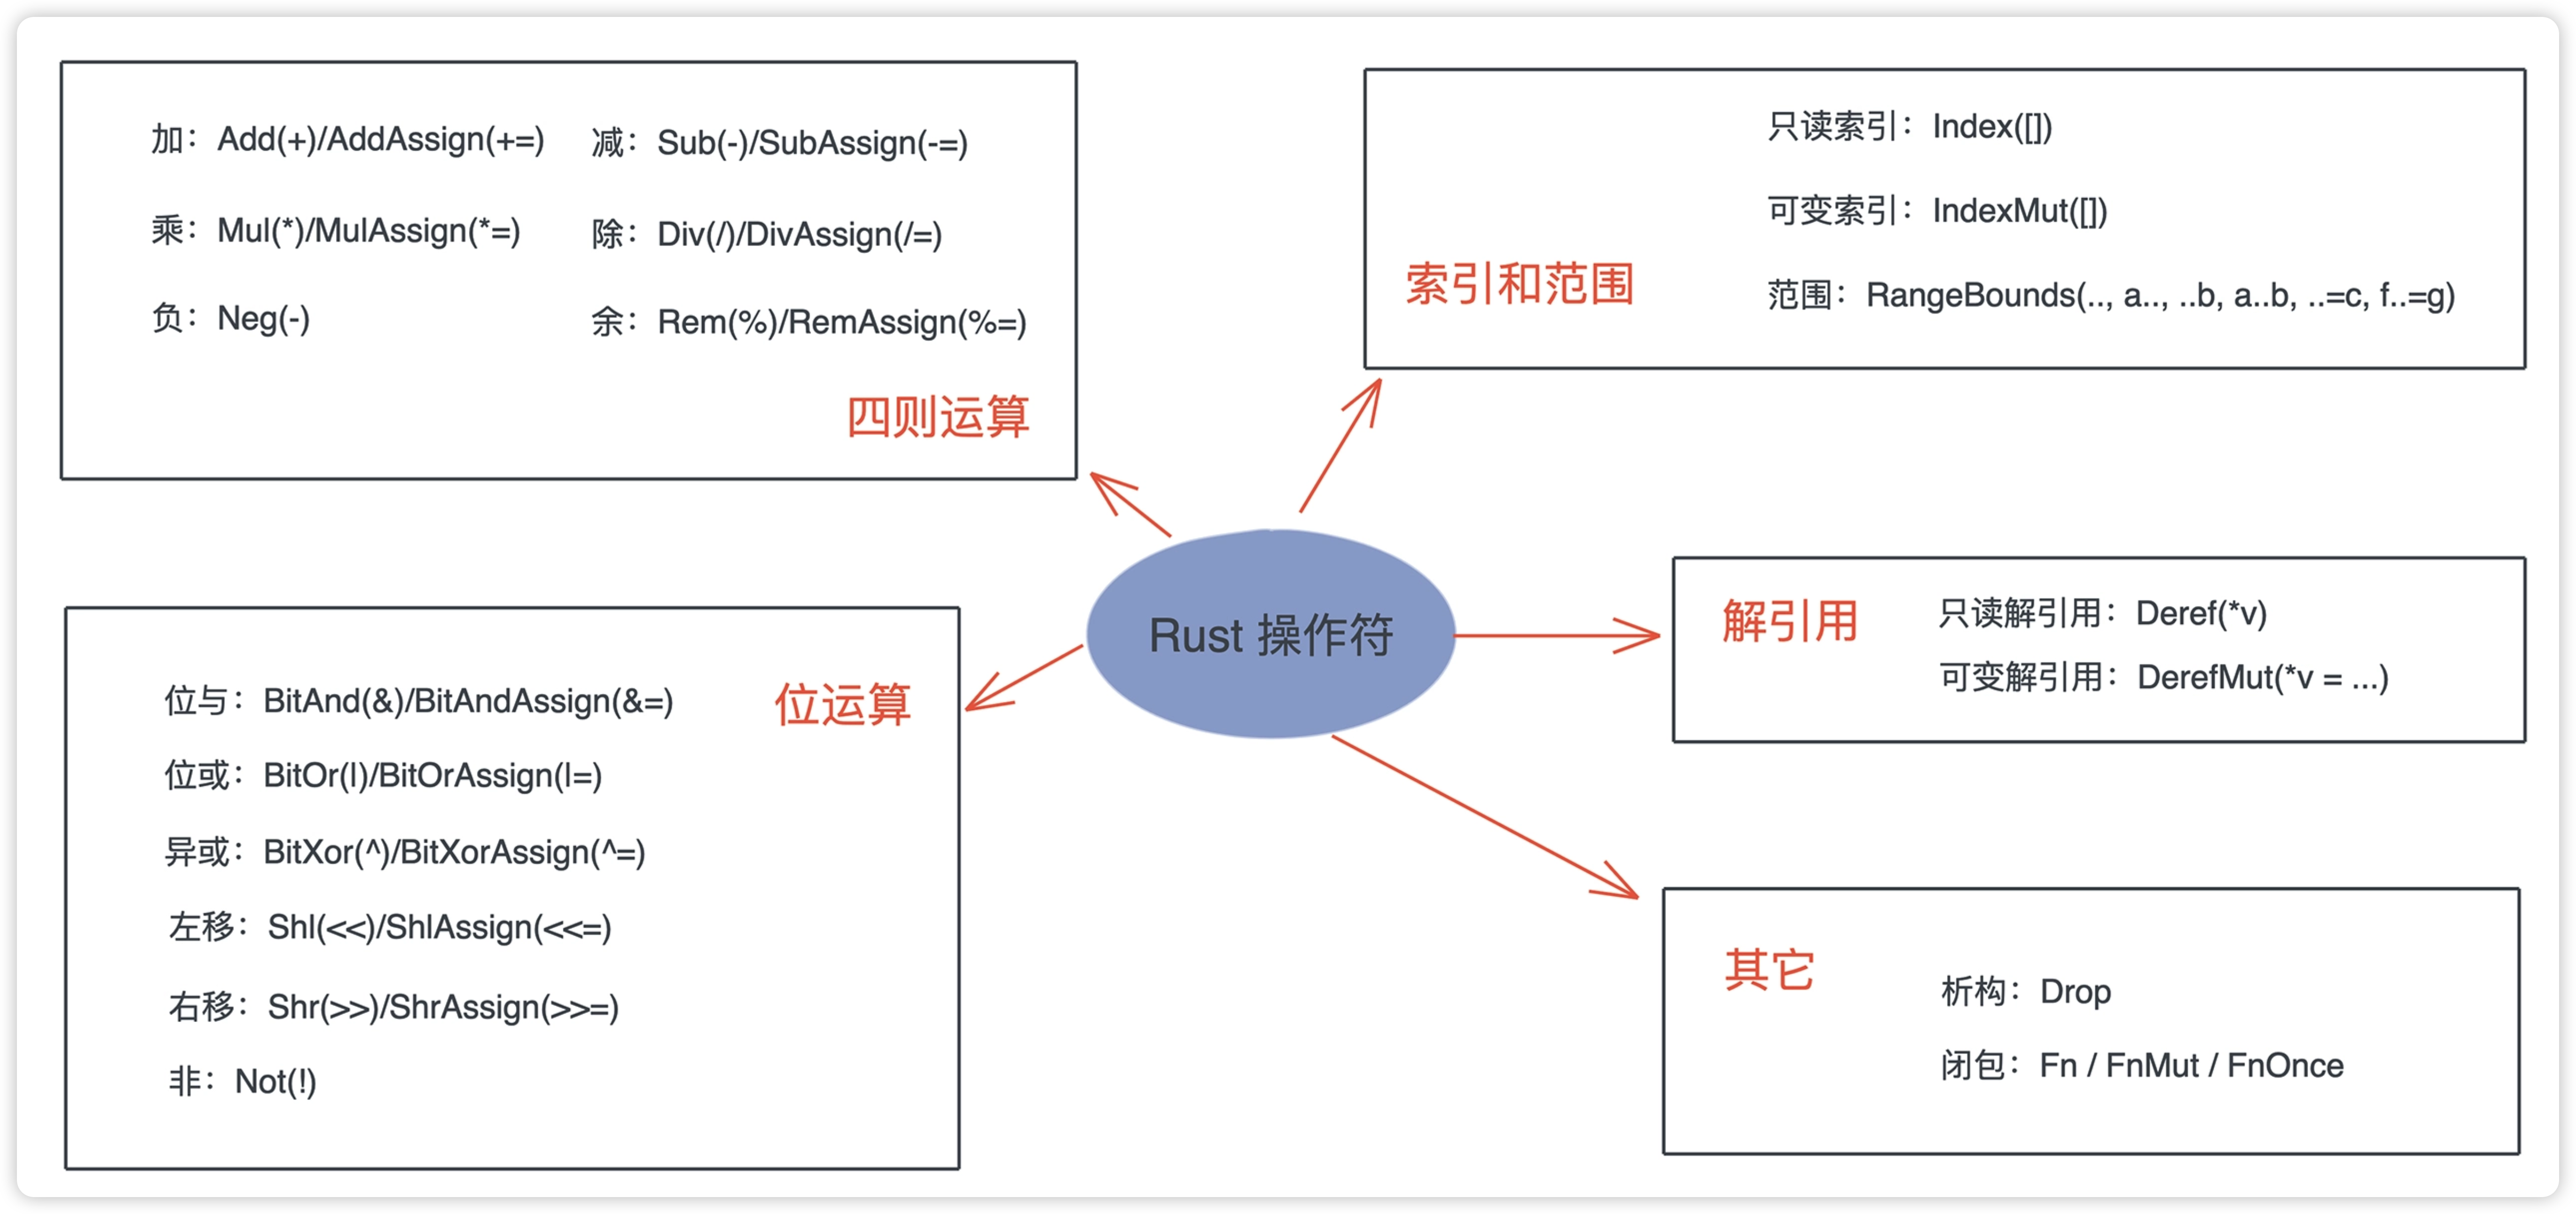 加：Add(+)/AddAssign(+=) 减：Sub(-)/SubAssign(-=)
乘：Mul(*)/MulAssign(*=) 除：Div(/)/DivAssign(/=)
负：Neg(-) 余：Rem(%)/RemAssign(%=)
四则运算
只读索引：Index([])
可变索引：IndexMut([])
索引和范围
范围：RangeBounds(.., a.., ..b, a..b, ..=c, f..=g)
Rust 操作符
解引用
只读解引用：Deref(*v)
可变解引用：DerefMut(*v = ...)
位运算
位与：BitAnd(&)/BitAndAssign(&=)
位或：BitOr(|)/BitOrAssign(|=)
异或：BitXor(^)/BitXorAssign(^=)
左移：Shl(<<)/ShlAssign(<<=)
右移：Shr(>>)/ShrAssign(>>=)
非：Not(!)
其它
析构：Drop
闭包：Fn / FnMut / FnOnce